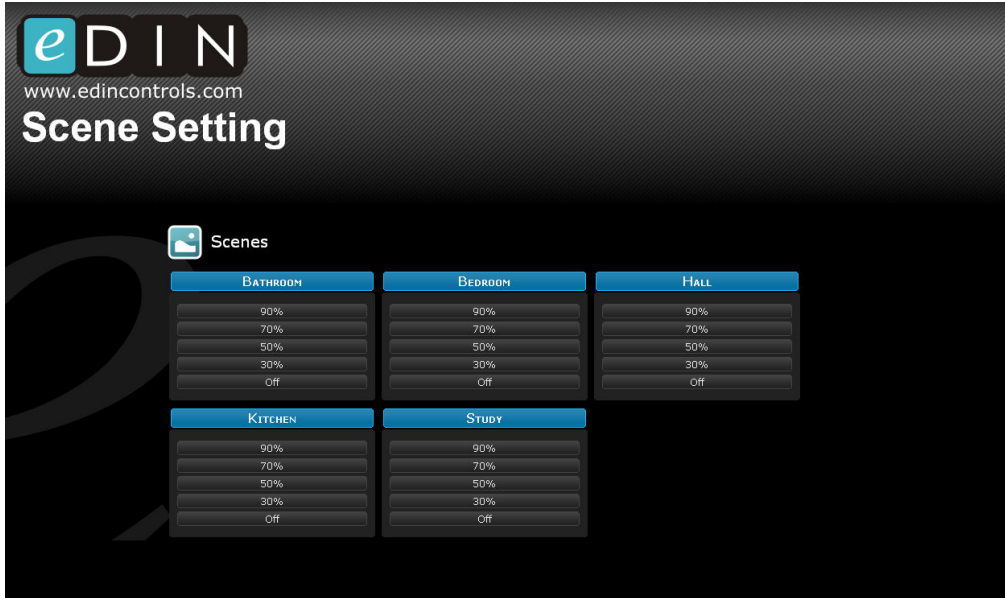 eDIN
www.edincontrols.com
Scene Setting
Scenes
BATHROOM
90%
70%
50%
30%
Off
BEDROOM
90%
70%
50%
30%
Off
HALL
90%
70%
50%
30%
Off
KITCHEN
90%
70%
50%
30%
Off
STUDY
90%
70%
50%
30%
Off